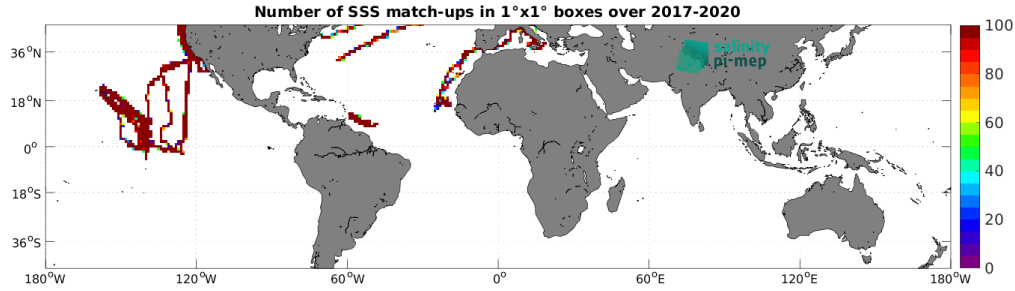 Number of SSS match-ups in 1°x1° boxes over 2017-2020
36°N
18°N
0°
18°S
36°S
180°W
120°W
60°W
0°
60°E
120°E
180°W
salinity
pi-mep
100
80
60
40
20
0